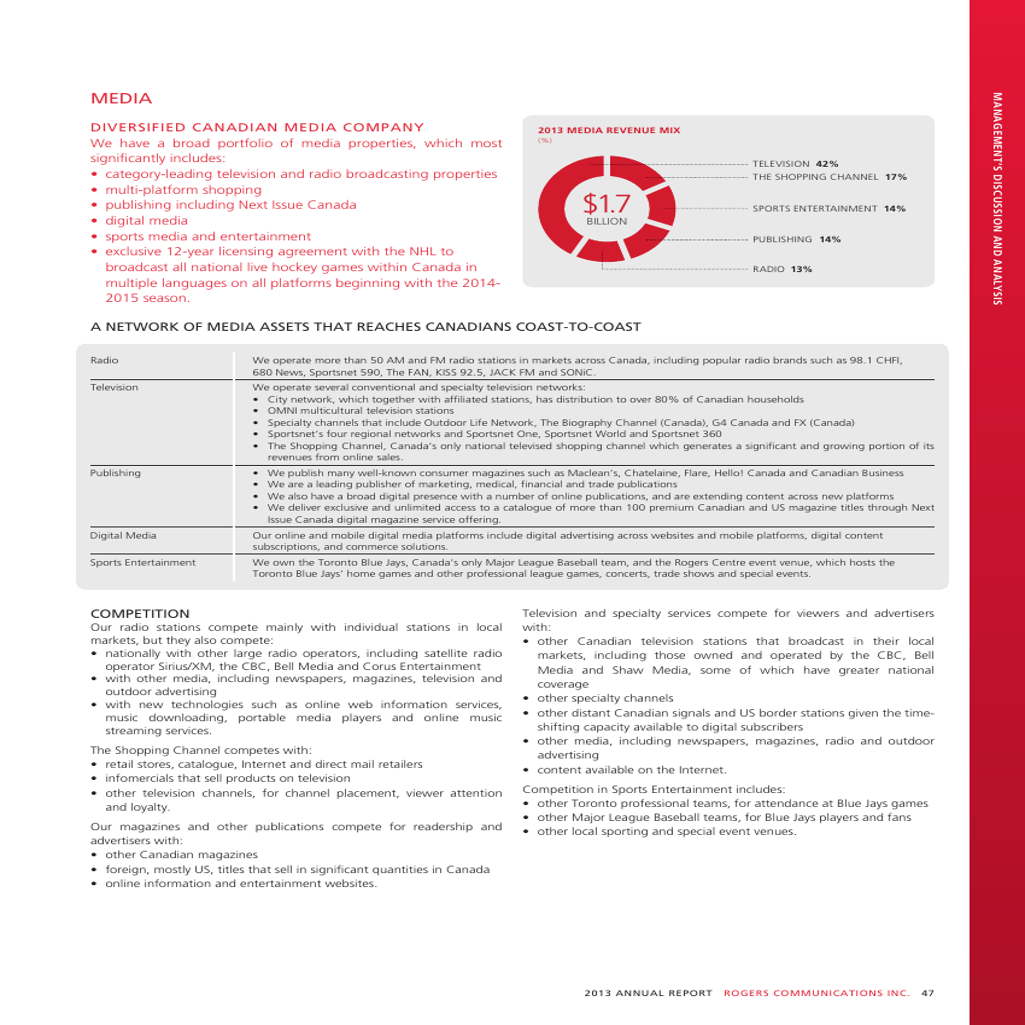 MEDIA
DIVERSIFIED CANADIAN MEDIA COMPANY
We have a broad portfolio of media properties, which most
significantly includes:
• category-leading television and radio broadcasting properties
• multi-platform shopping
• publishing including Next Issue Canada
• digital media
• sports media and entertainment
• exclusive 12-year licensing agreement with the NHL to
broadcast all national live hockey games within Canada in
multiple languages on all platforms beginning with the 2014-
2015 season.
2013 MEDIA REVENUE MIX
(%)
$1.7
BILLION
TELEVISION 42%
THE SHOPPING CHANNEL 17%
SPORTS ENTERTAINMENT 14%
PUBLISHING 14%
RADIO 13%
A NETWORK OF MEDIA ASSETS THAT REACHES CANADIANS COAST-TO-COAST
Radio
We operate more than 50 AM and FM radio stations in markets across Canada, including popular radio brands such as 98.1 CHFI,
680 News, Sportsnet 590, The FAN, KISS 92.5, JACK FM and SONiC.
Television
We operate several conventional and specialty television networks:
• City network, which together with affiliated stations, has distribution to over 80% of Canadian households
• OMNI multicultural television stations
• Specialty channels that include Outdoor Life Network, The Biography Channel (Canada), G4 Canada and FX (Canada)
• Sportsnet's four regional networks and Sportsnet One, Sportsnet World and Sportsnet 360
• The Shopping Channel, Canada's only national televised shopping channel which generates a significant and growing portion of its
revenues from online sales.
Publishing
• We publish many well-known consumer magazines such as Maclean's, Chatelaine, Flare, Hello! Canada and Canadian Business
• We are a leading publisher of marketing, medical, financial and trade publications
• We also have a broad digital presence with a number of online publications, and are extending content across new platforms
• We deliver exclusive and unlimited access to a catalogue of more than 100 premium Canadian and US magazine titles through Next
Issue Canada digital magazine service offering.
Digital Media
Our online and mobile digital media platforms include digital advertising across websites and mobile platforms, digital content
subscriptions, and commerce solutions.
Sports Entertainment
We own the Toronto Blue Jays, Canada's only Major League Baseball team, and the Rogers Centre event venue, which hosts the
Toronto Blue Jays' home games and other professional league games, concerts, trade shows and special events.
COMPETITION
Our radio stations compete mainly with individual stations in local
markets, but they also compete:
• nationally with other large radio operators, including satellite radio
operator Sirius/XM, the CBC, Bell Media and Corus Entertainment
• with other media, including newspapers, magazines, television and
outdoor advertising
• with new technologies such as online web information services,
music downloading, portable media players and online music
streaming services.
The Shopping Channel competes with:
• retail stores, catalogue, Internet and direct mail retailers
• infomercials that sell products on television
• other television channels, for channel placement, viewer attention
and loyalty.
Our magazines and other publications compete for readership and
advertisers with:
• other Canadian magazines
• foreign, mostly US, titles that sell in significant quantities in Canada
• online information and entertainment websites.
Television and specialty services compete for viewers and advertisers
with:
• other Canadian television stations that broadcast in their local
markets, including those owned and operated by the CBC, Bell
Media and Shaw Media, some of which have greater national
coverage
• other specialty channels
• other distant Canadian signals and US border stations given the time-
shifting capacity available to digital subscribers
• other media, including newspapers, magazines, radio and outdoor
advertising
• content available on the Internet.
Competition in Sports Entertainment includes:
• other Toronto professional teams, for attendance at Blue Jays games
• other Major League Baseball teams, for Blue Jays players and fans
• other local sporting and special event venues.
MANAGEMENT'S DISCUSSION AND ANALYSIS
2013 ANNUAL REPORT ROGERS COMMUNICATIONS INC. 47